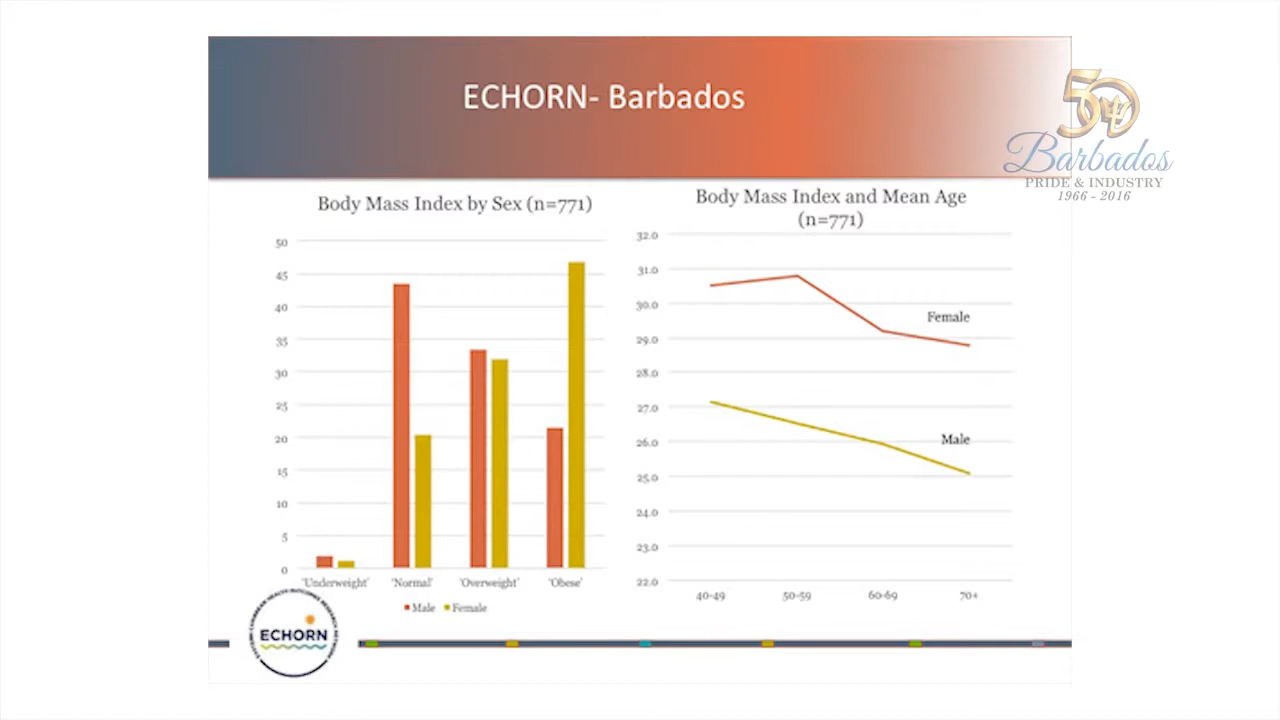 ECHORN- Barbados
50
Barbados
PRIDE & INDUSTRY
1966 - 2016
Body Mass Index by Sex (n=771)
50
45
40
35
30
25
20
15
10
5
0
'Underweight' 'Normal' 'Overweight' 'Obese'
Male Female
Body Mass Index and Mean Age
(n=771)
32.0
31.0
30.0
29.0
28.0
27.0
26.0
25.0
24.0
23.0
22.0
Female
Male
40-49 50-59 60-69 70+
ECHORN